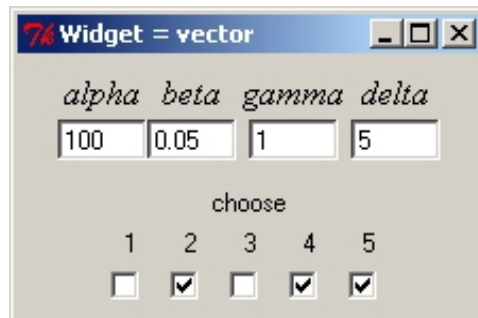 Widget = vector
alpha beta gamma delta
100 0.05 1 5
choose
1 2 3 4 5